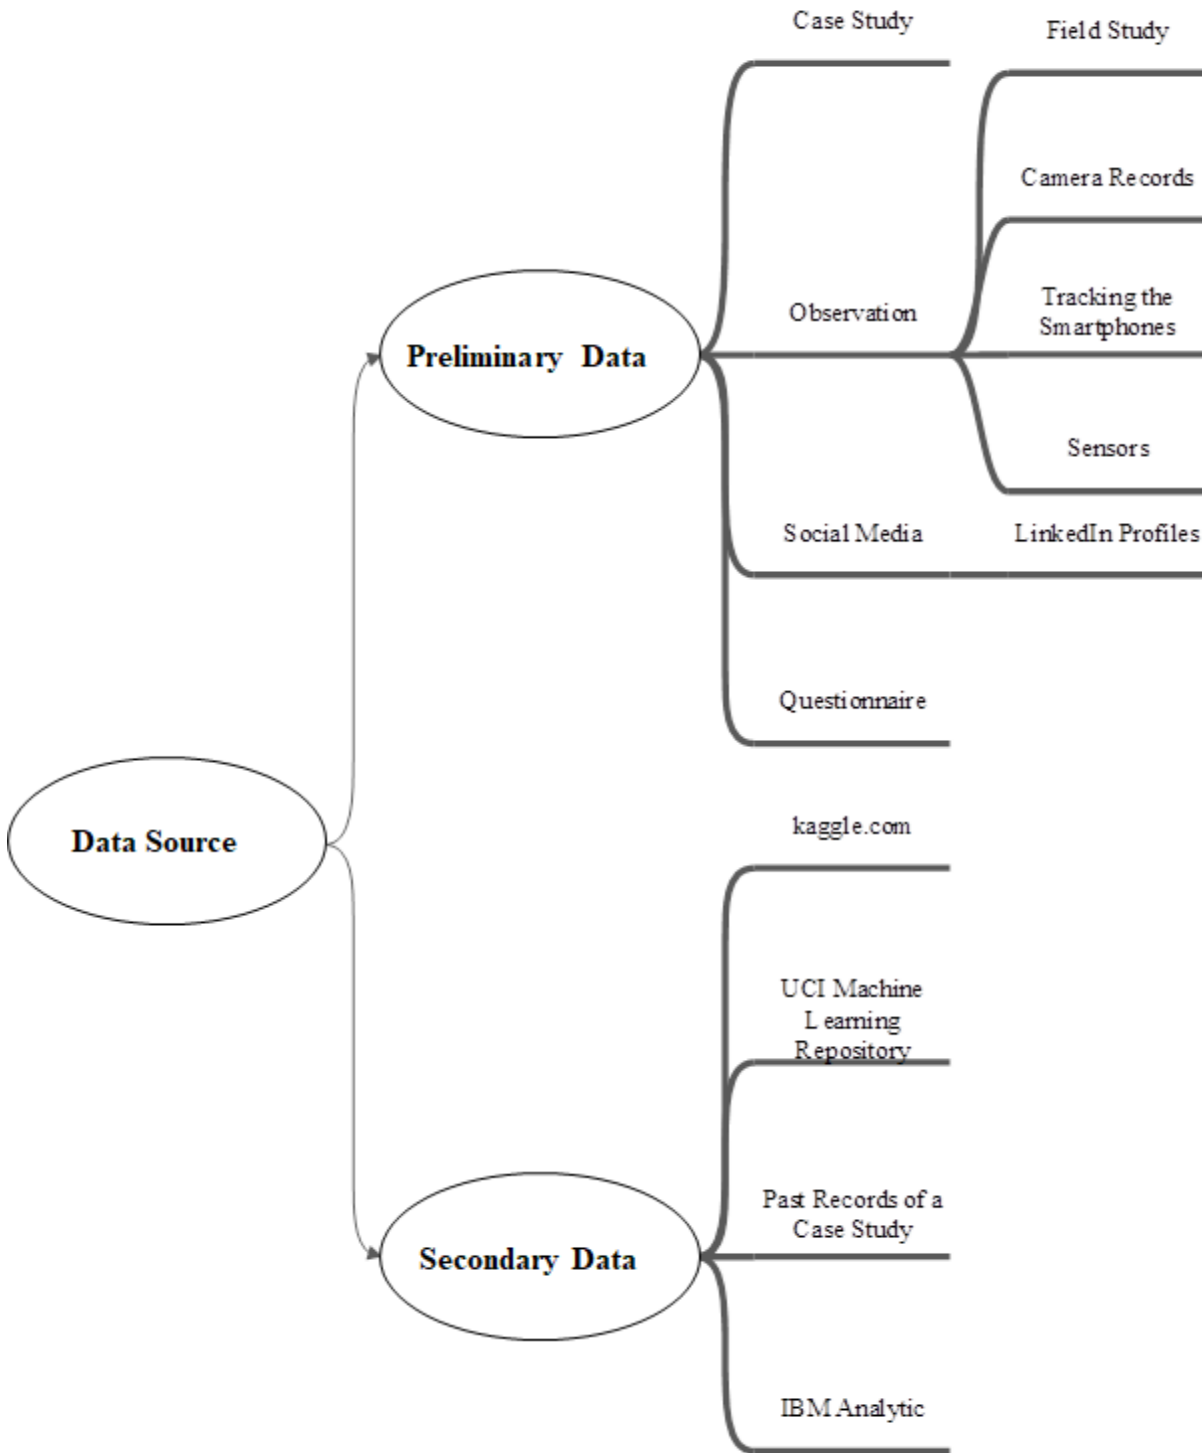 Case Study
Field Study
Camera Records
Observation
Tracking the
Smartphones
Preliminary Data
Sensors
Social Media
LinkedIn Profiles
Questionnaire
Data Source
kaggle.com
UCI Machine
Learning
Repository
Past Records of a
Case Study
Secondary Data
IBM Analytic